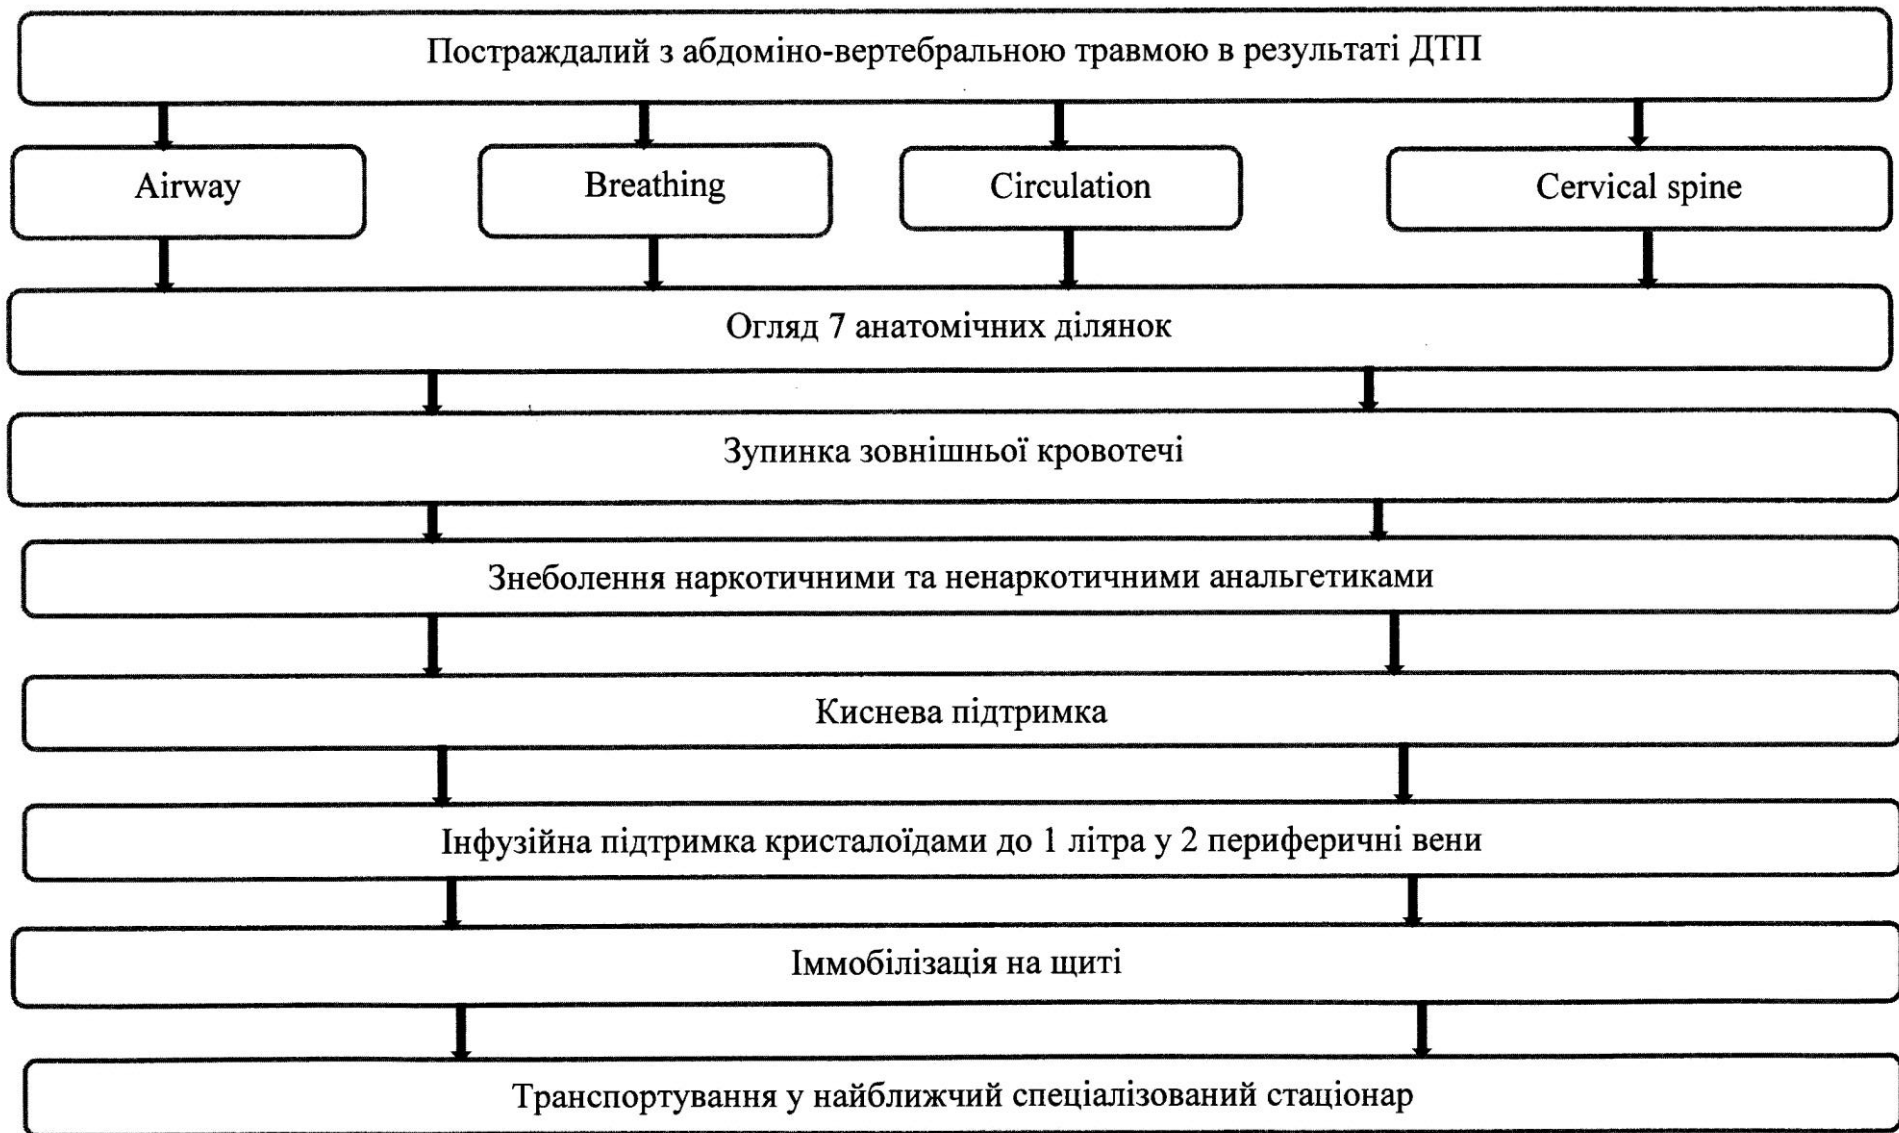 Постраждалий з абдоміно-вертебральною травмою в результаті ДТП
Airway
Breathing
Circulation
Cervical spine
Огляд 7 анатомічних ділянок
Зупинка зовнішньої кровотечі
Знеболення наркотичними та ненаркотичними анальгетиками
Киснева підтримка
Інфузійна підтримка кристалоїдами до 1 літра у 2 периферичні вени
Іммобілізація на щиті
Транспортування у найближчий спеціалізований стаціонар